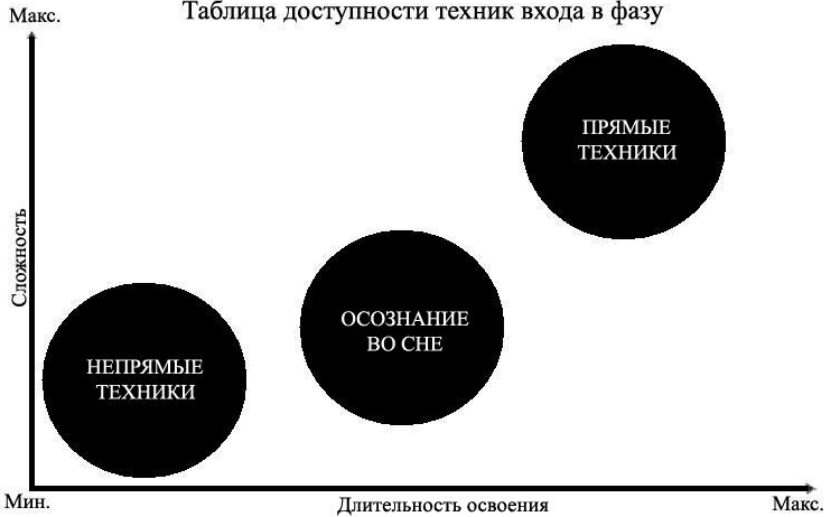 Таблица доступности техник входа в фазу
Макс.
ПРЯМЫЕ
ТЕХНИКИ
Сложность
ОСОЗНАНИЕ
ВО СНЕ
НЕПРЯМЫЕ
ТЕХНИКИ
Мин.
Длительность освоения
Макс.